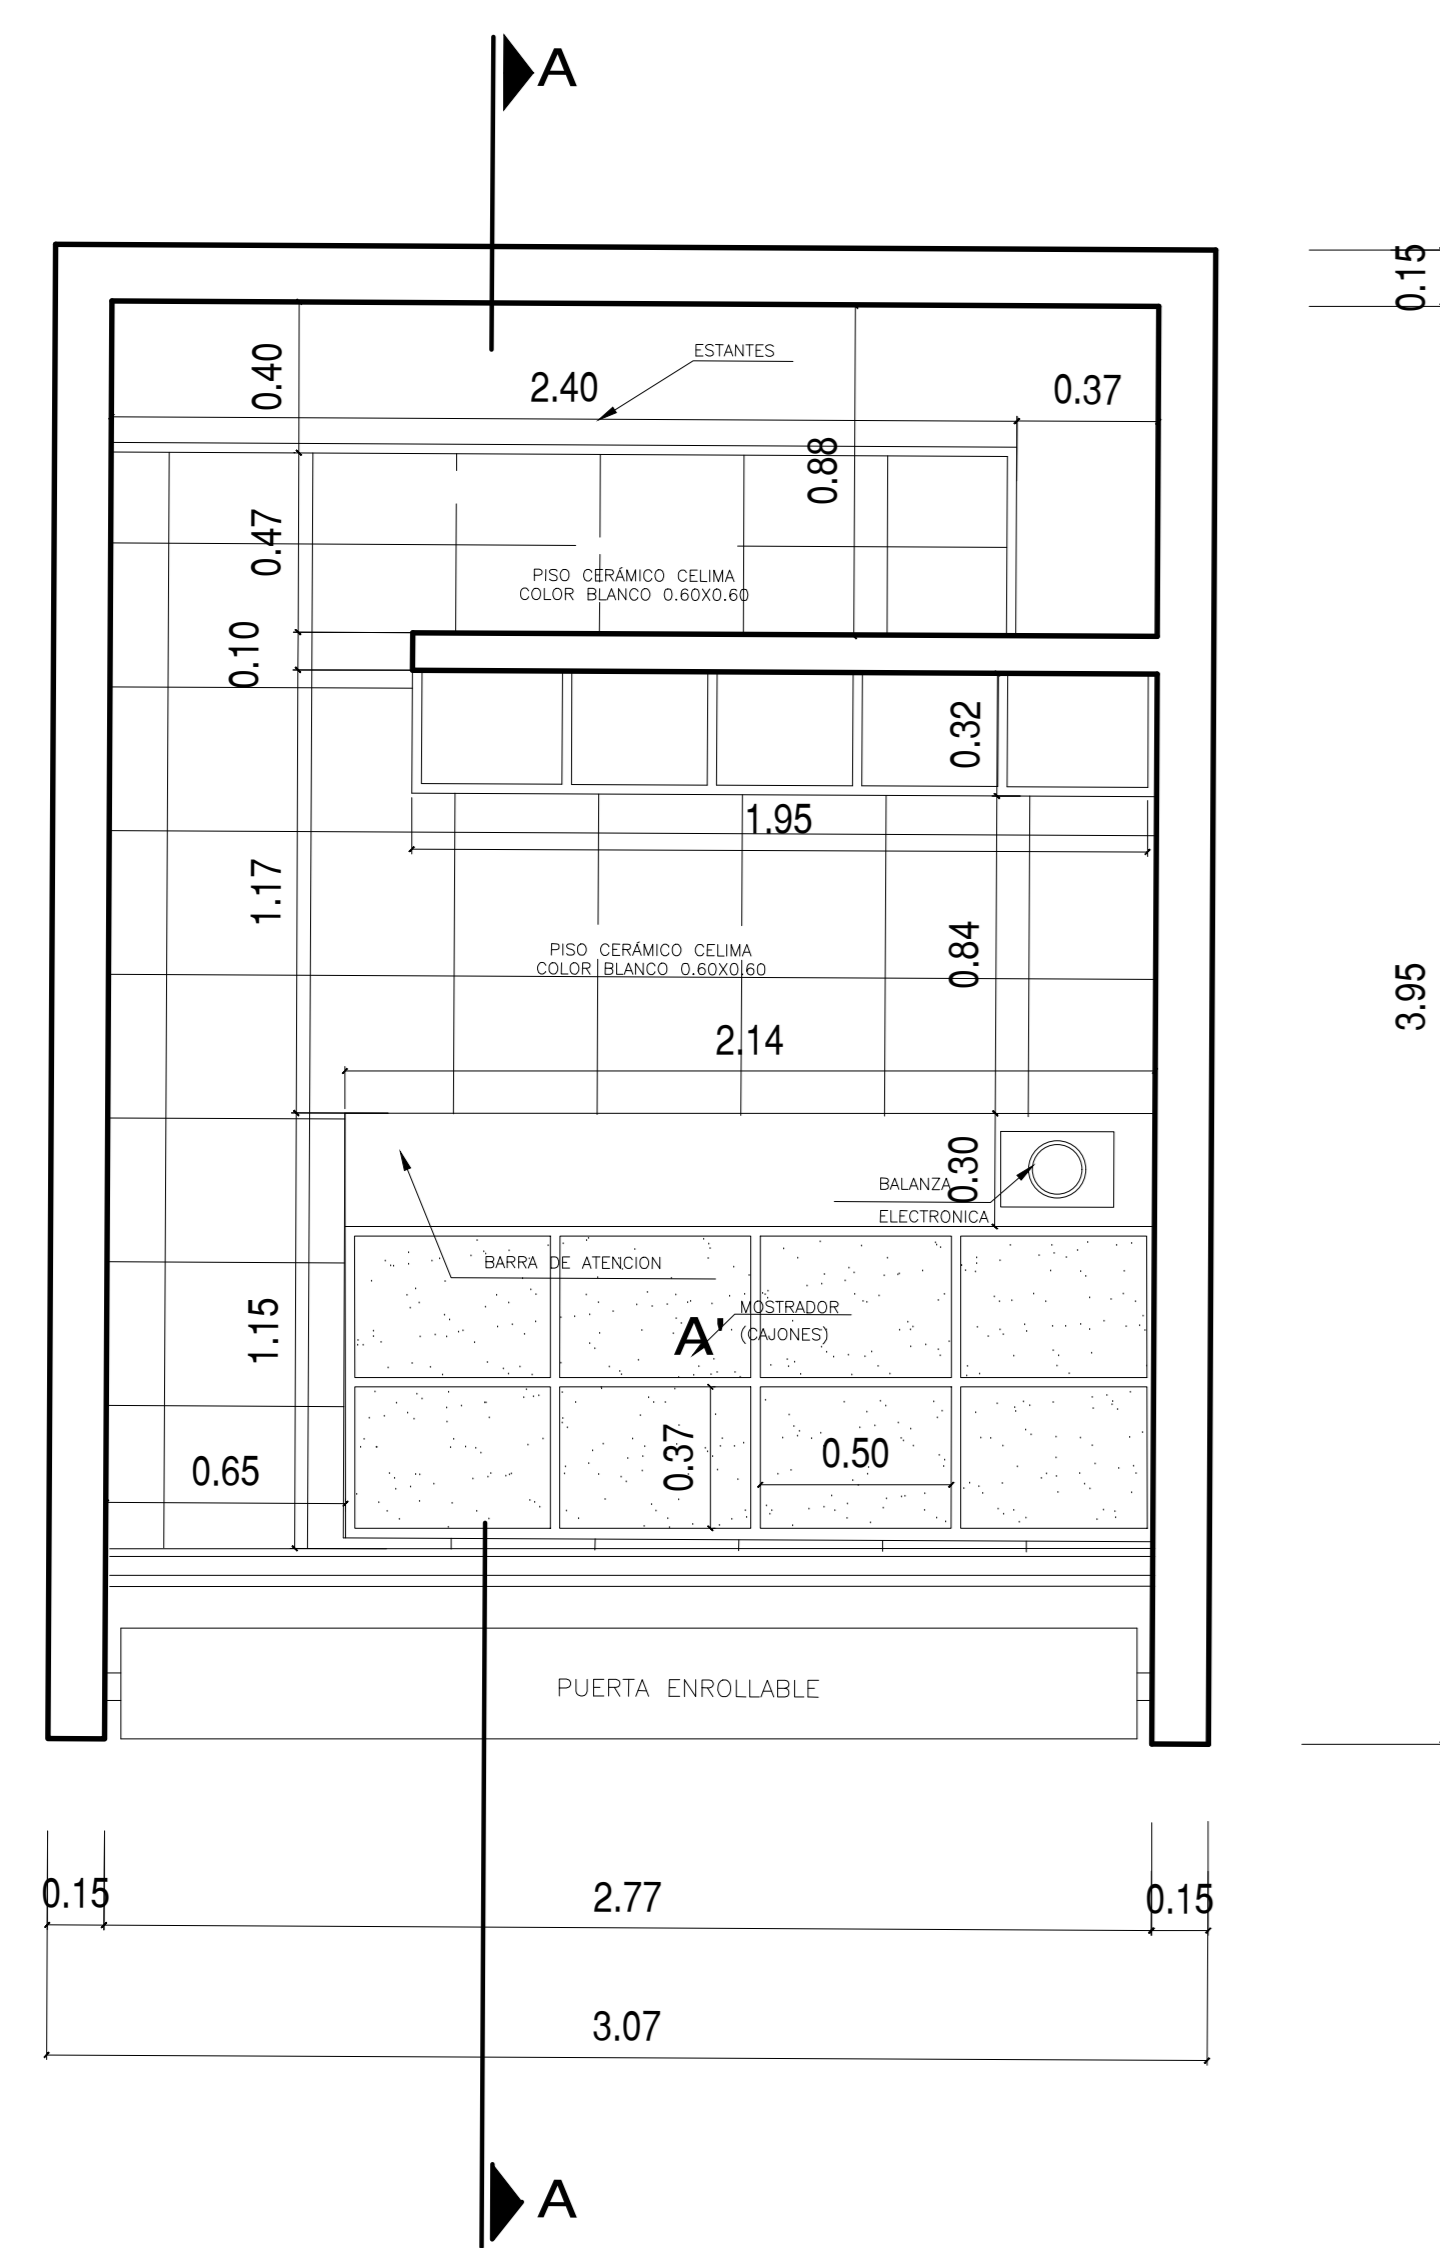 A
0.15
0.40
ESTANTES
2.40
0.37
0.88
0.47
PISO CERÁMICO CELIMA
COLOR BLANCO 0.60X0.60
0.10
0.32
1.95
1.17
PISO CERÁMICO CELIMA
COLOR BLANCO 0.60X0.60
0.84
3.95
2.14
0.30
BALANZA
ELECTRONICA
BARRA DE ATENCION
MOSTRADOR
(CAJONES)
A'
1.15
0.37
0.50
0.65
PUERTA ENROLLABLE
0.15
2.77
0.15
3.07
A